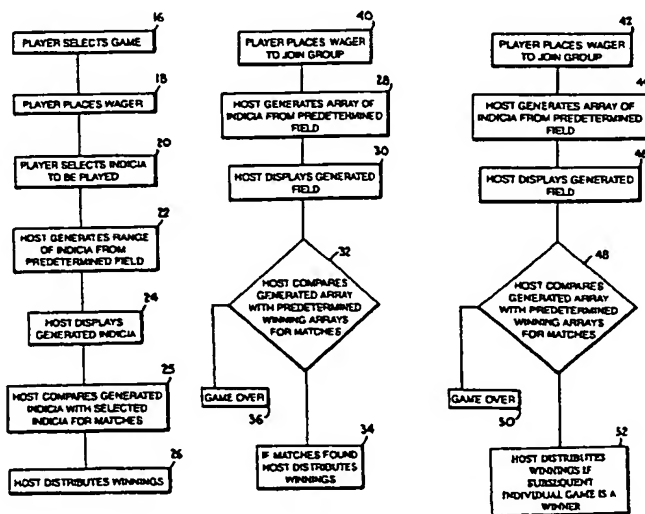 16
PLAYER SELECTS GAME
18
PLAYER PLACES WAGER
20
PLAYER SELECTS INDICIA
TO BE PLAYED
22
HOST GENERATES RANGE
OF INDICIA FROM
PREDETERMINED FIELD
24
HOST DISPLAYS
GENERATED INDICIA
25
HOST COMPARES GENERATED
INDICIA WITH SELECTED
INDICIA FOR MATCHES
26
HOST DISTRIBUTES WINNINGS
40
PLAYER PLACES WAGER
TO JOIN GROUP
28
HOST GENERATES ARRAY OF
INDICIA FROM PREDETERMINED
FIELD
30
HOST DISPLAYS GENERATED
FIELD
32
HOST COMPARES
GENERATED ARRAY
WITH PREDETERMINED
WINNING ARRAYS
FOR MATCHES
GAME OVER
36
34
IF MATCHES FOUND
HOST DISTRIBUTES
WINNINGS
42
PLAYER PLACES WAGER
TO JOIN GROUP
44
HOST GENERATES ARRAY OF
INDICIA FROM PREDETERMINED
FIELD
46
HOST DISPLAYS GENERATED
FIELD
48
HOST COMPARES
GENERATED ARRAY
WITH PREDETERMINED
WINNING ARRAYS
FOR MATCHES
GAME OVER
50
52
HOST DISTRIBUTES
WINNINGS IF
SUBSEQUENT
INDIVIDUAL GAME IS A
WINNER